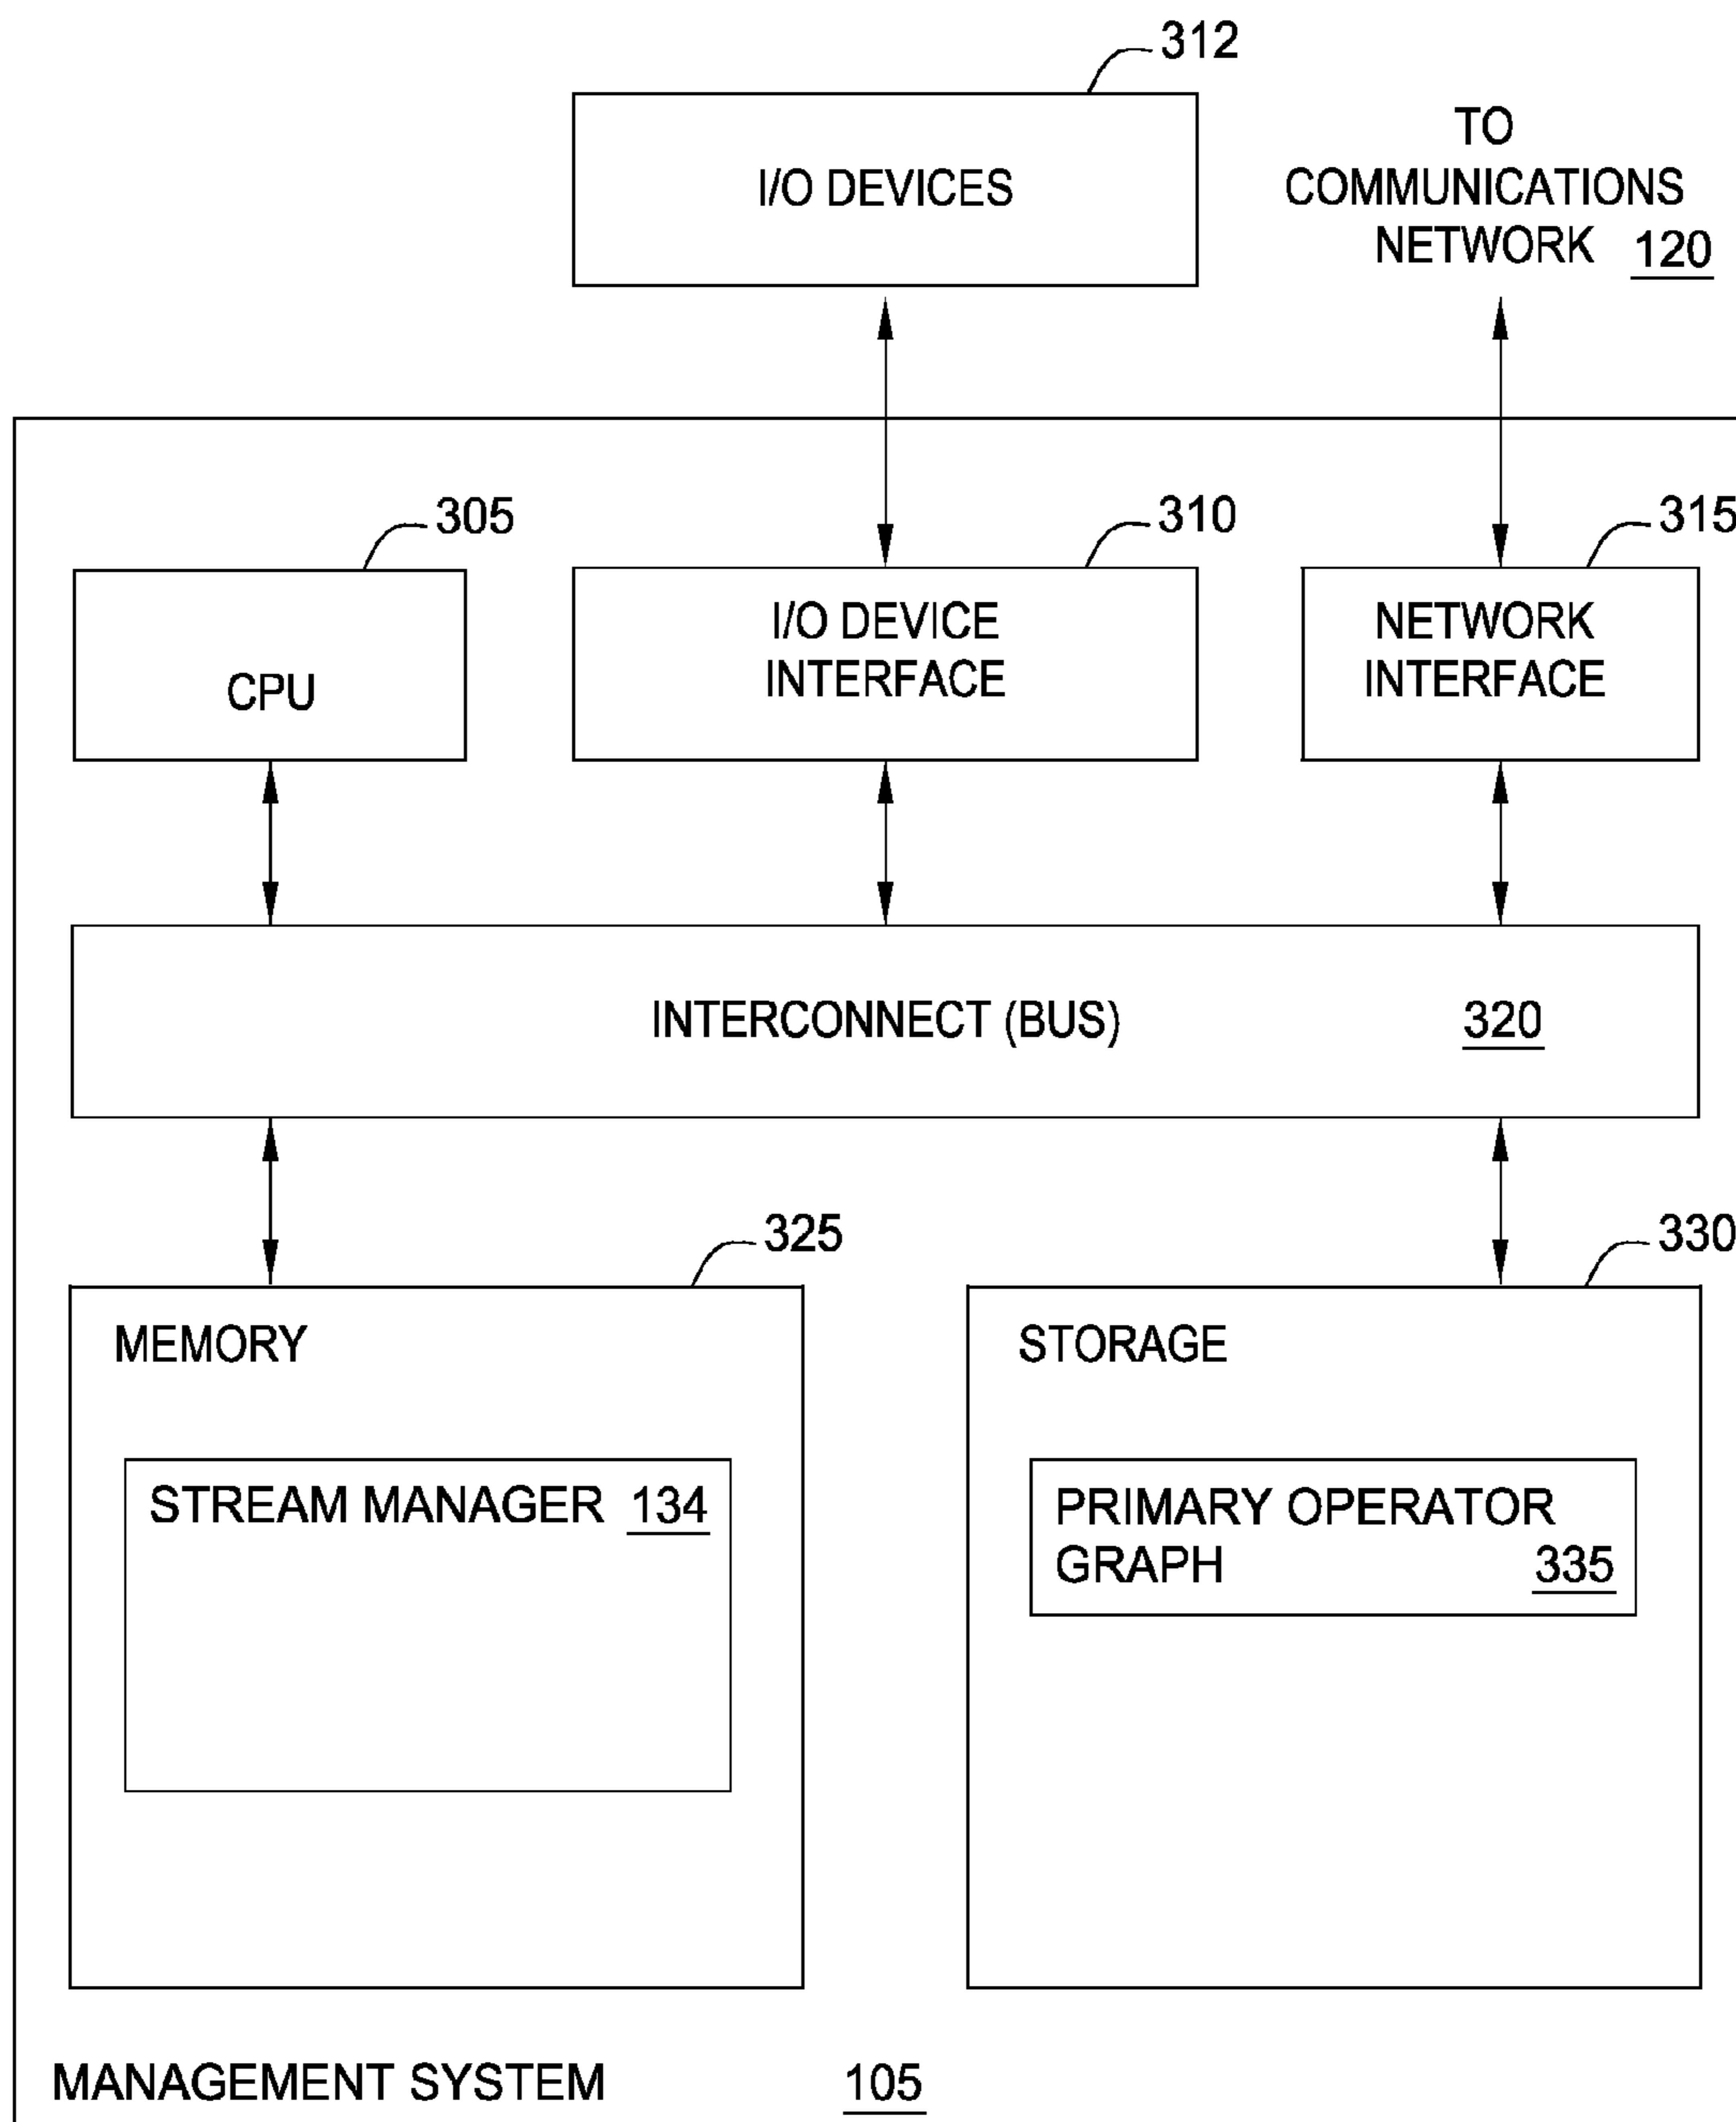 312
I/O DEVICES
TO
COMMUNICATIONS
NETWORK 120
305
310
315
CPU
I/O DEVICE
INTERFACE
NETWORK
INTERFACE
INTERCONNECT (BUS) 320
325
330
MEMORY
STORAGE
STREAM MANAGER 134
PRIMARY OPERATOR
GRAPH 335
MANAGEMENT SYSTEM 105